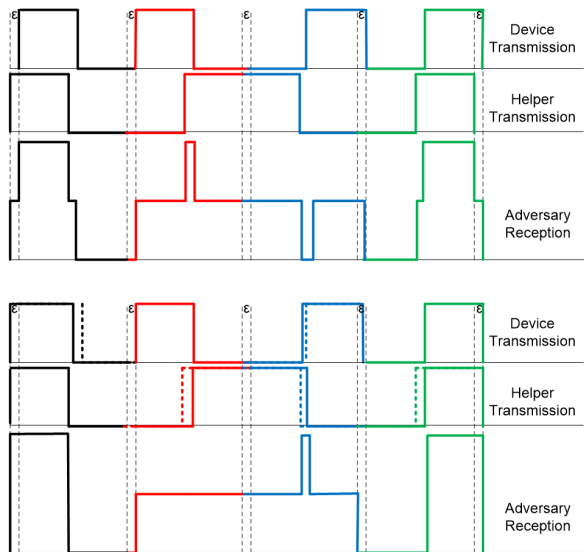 ε ε ε ε ε
Device
Transmission
Helper
Transmission
Adversary
Reception
ε ε ε ε ε
Device
Transmission
Helper
Transmission
Adversary
Reception